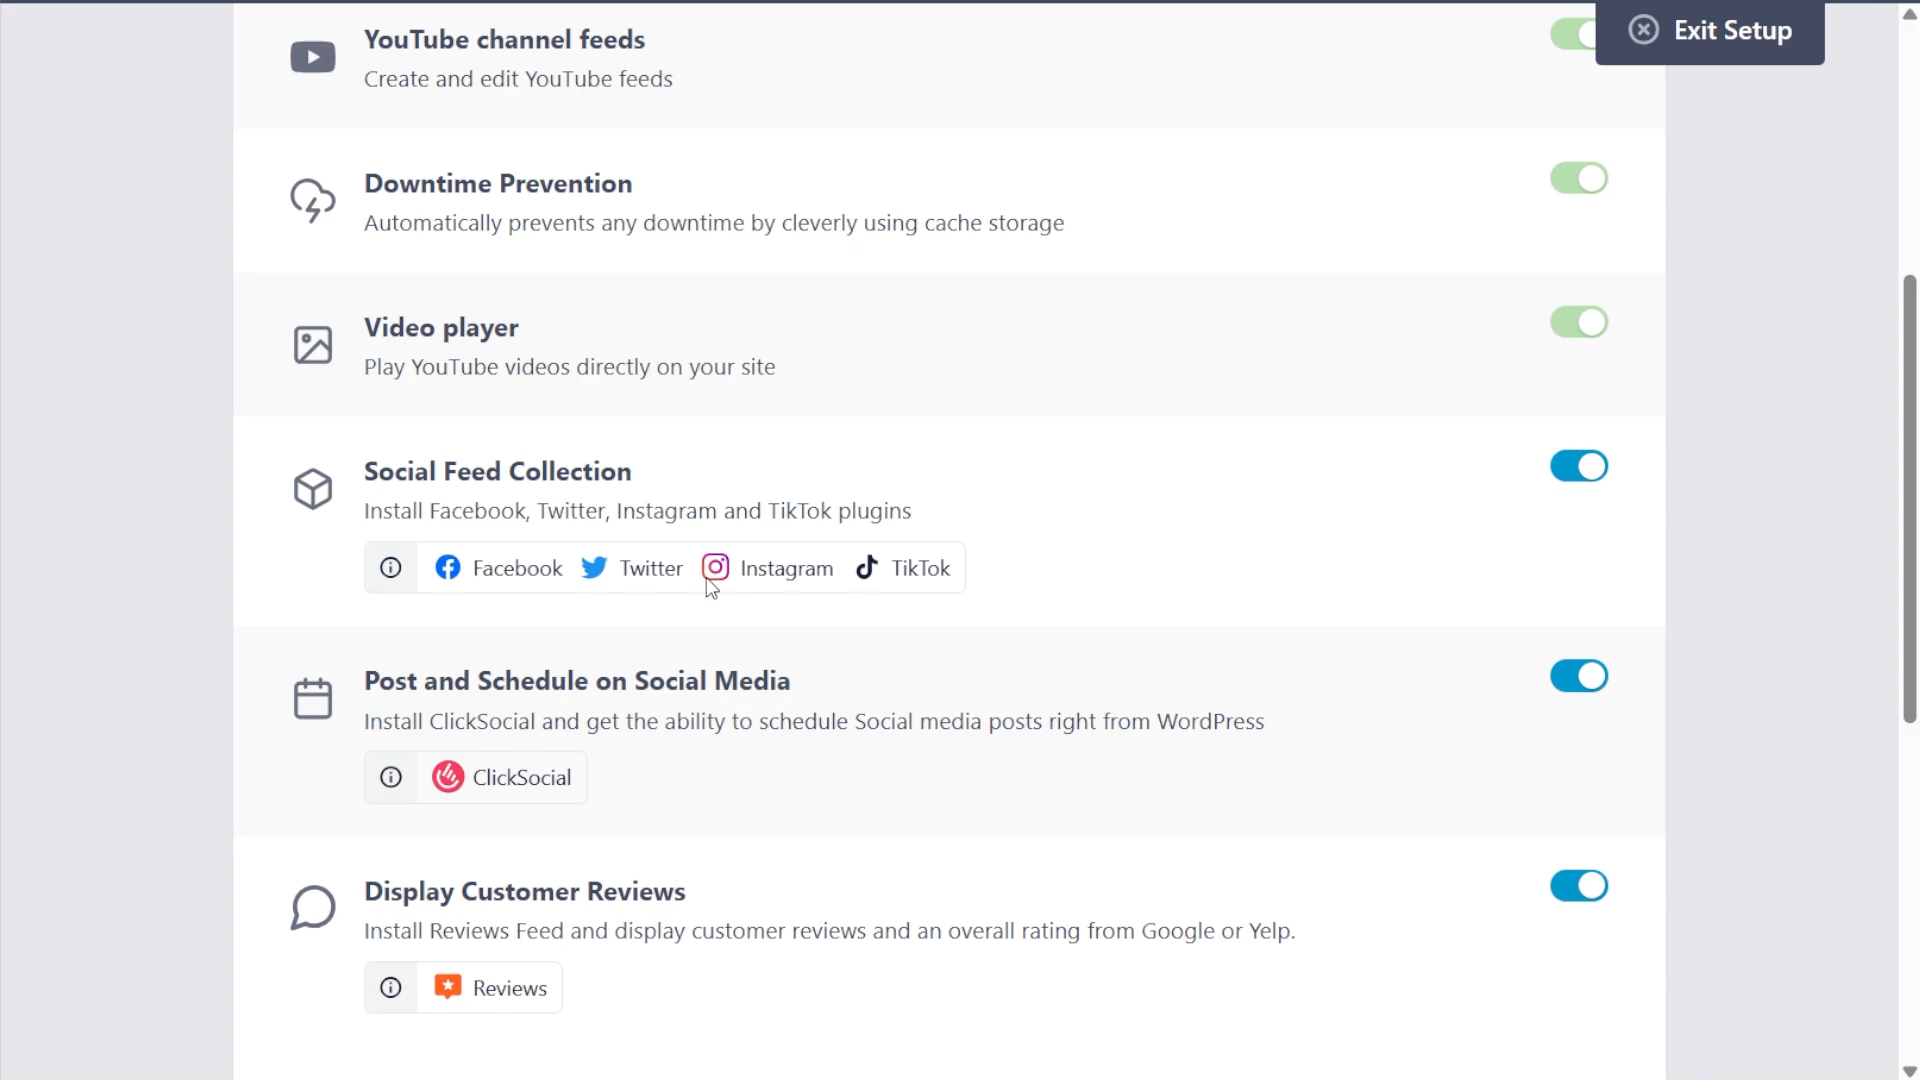 Exit Setup
YouTube channel feeds
Create and edit YouTube feeds
Downtime Prevention
Automatically prevents any downtime by cleverly using cache storage
Video player
Play YouTube videos directly on your site
Social Feed Collection
Install Facebook, Twitter, Instagram and TikTok plugins
Facebook Twitter Instagram TikTok
Post and Schedule on Social Media
Install ClickSocial and get the ability to schedule Social media posts right from WordPress
ClickSocial
Display Customer Reviews
Install Reviews Feed and display customer reviews and an overall rating from Google or Yelp.
Reviews